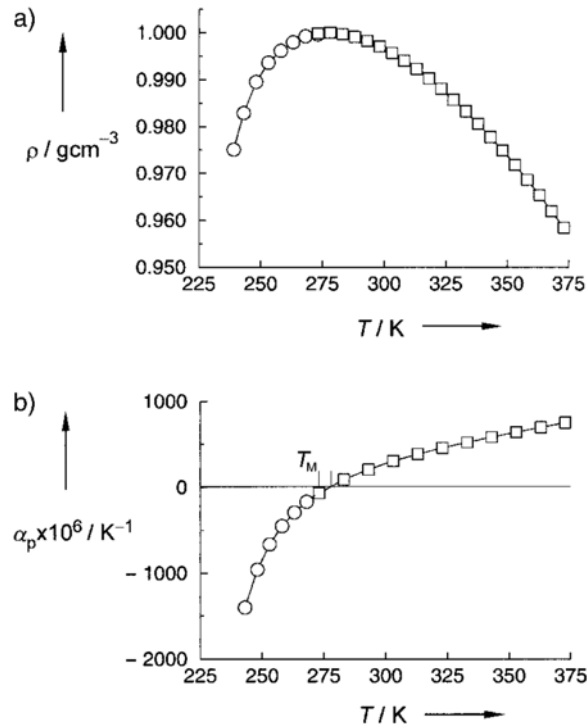 a)
1.000
0.990
0.980
0.970
0.960
0.950
ρ / gcm⁻³
225 250 275 300 325 350 375
T / K
b)
1000
0
− 1000
− 2000
T_M
α_p x10⁶ / K⁻¹
225 250 275 300 325 350 375
T / K